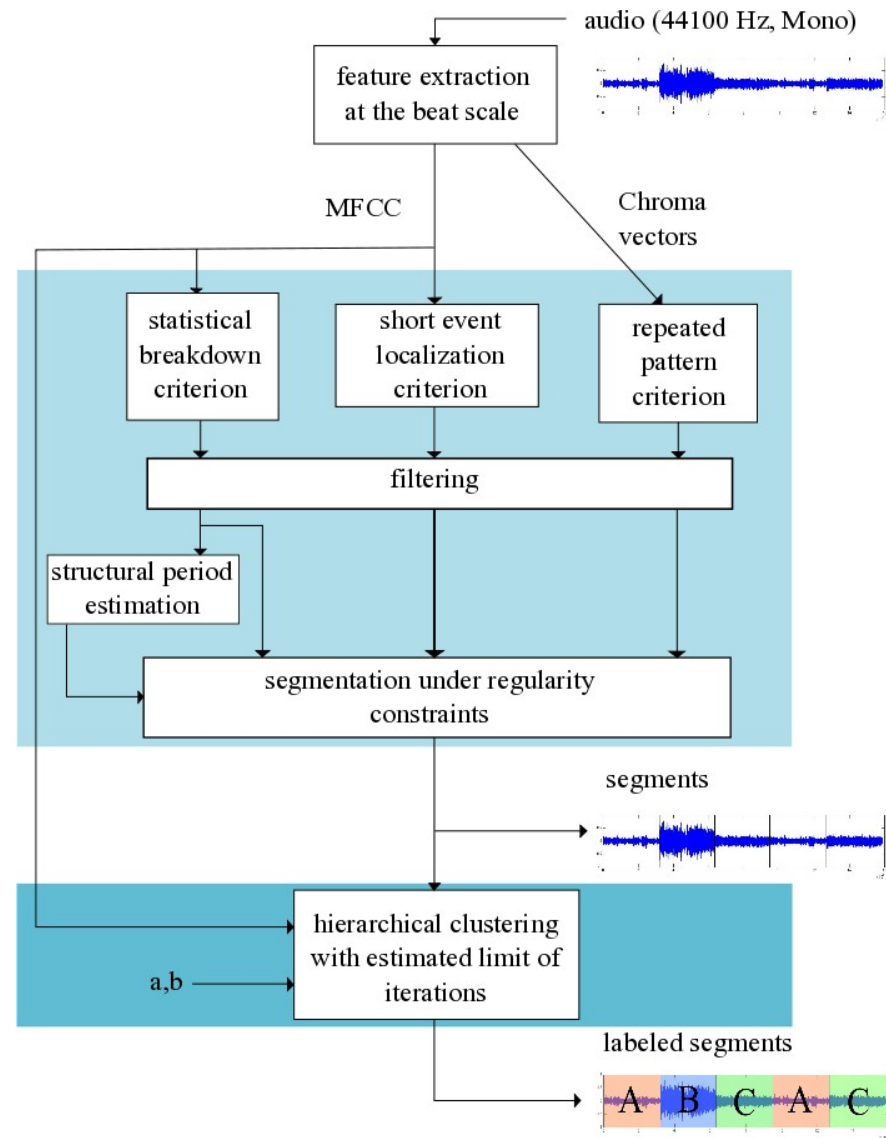 audio (44100 Hz, Mono)
feature extraction
at the beat scale
MFCC
Chroma
vectors
statistical
breakdown
criterion
short event
localization
criterion
repeated
pattern
criterion
filtering
structural period
estimation
segmentation under regularity
constraints
segments
hierarchical clustering
with estimated limit of
iterations
a,b
labeled segments
A B C A C